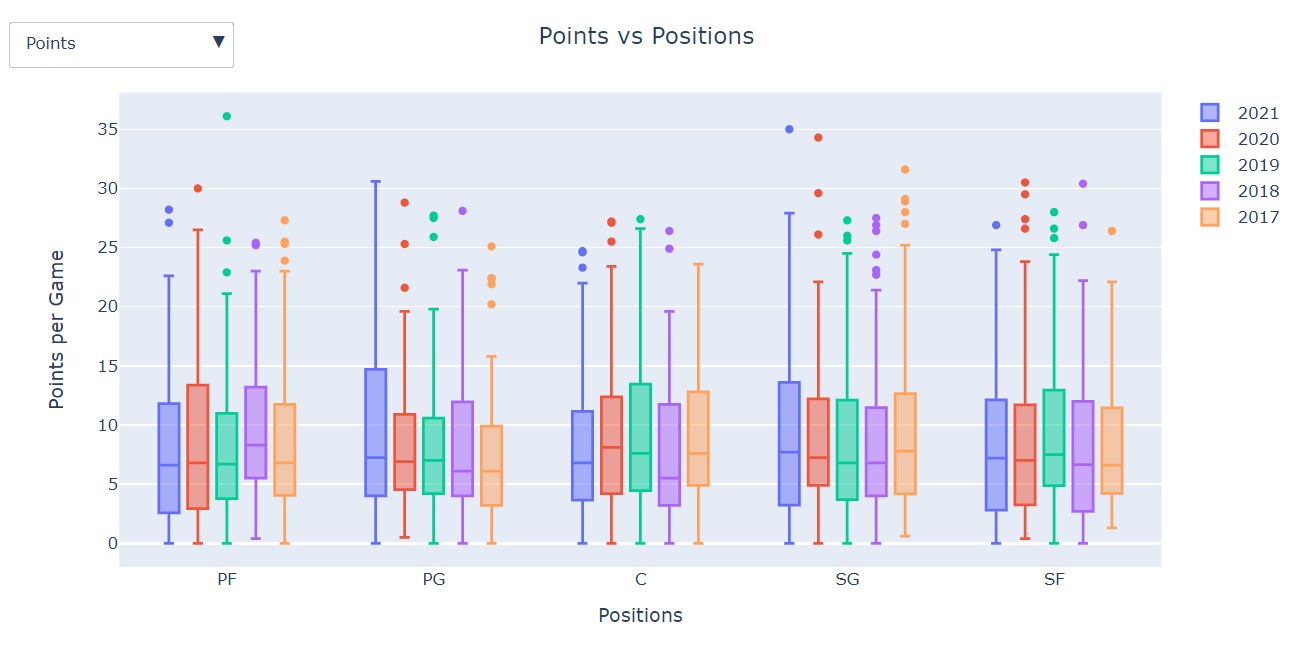 Points ▼
Points vs Positions
35
30
25
20
15
10
5
0
Points per Game
PF PG C SG SF
Positions
2021
2020
2019
2018
2017